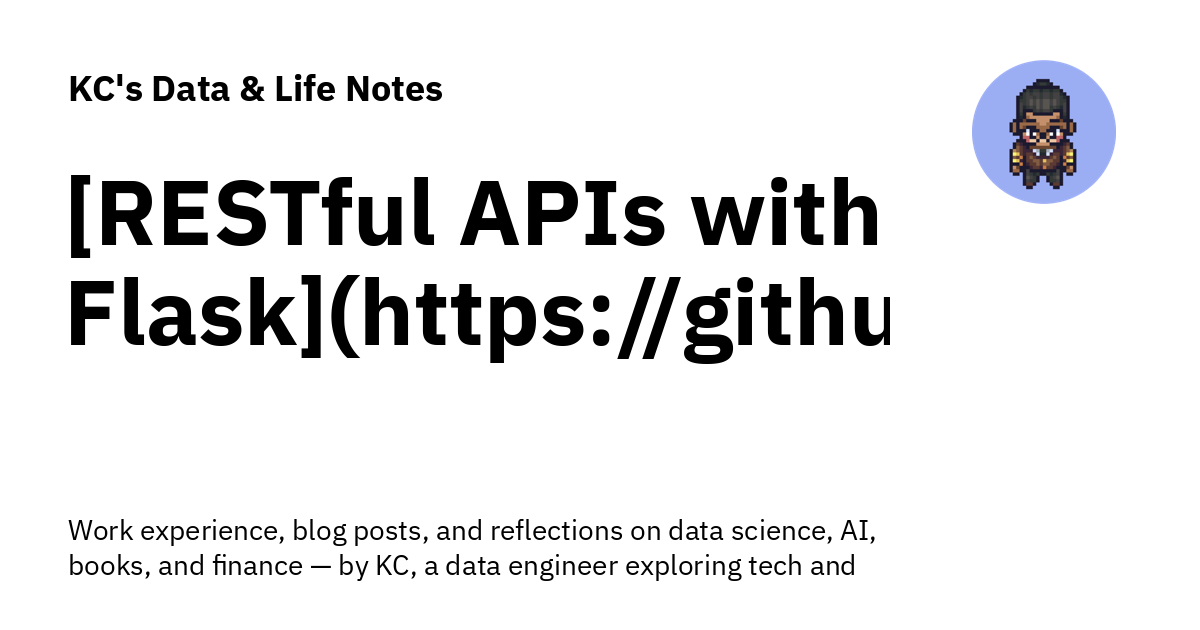 KC's Data & Life Notes
[RESTful APIs with
Flask](https://githu
Work experience, blog posts, and reflections on data science, AI,
books, and finance — by KC, a data engineer exploring tech and